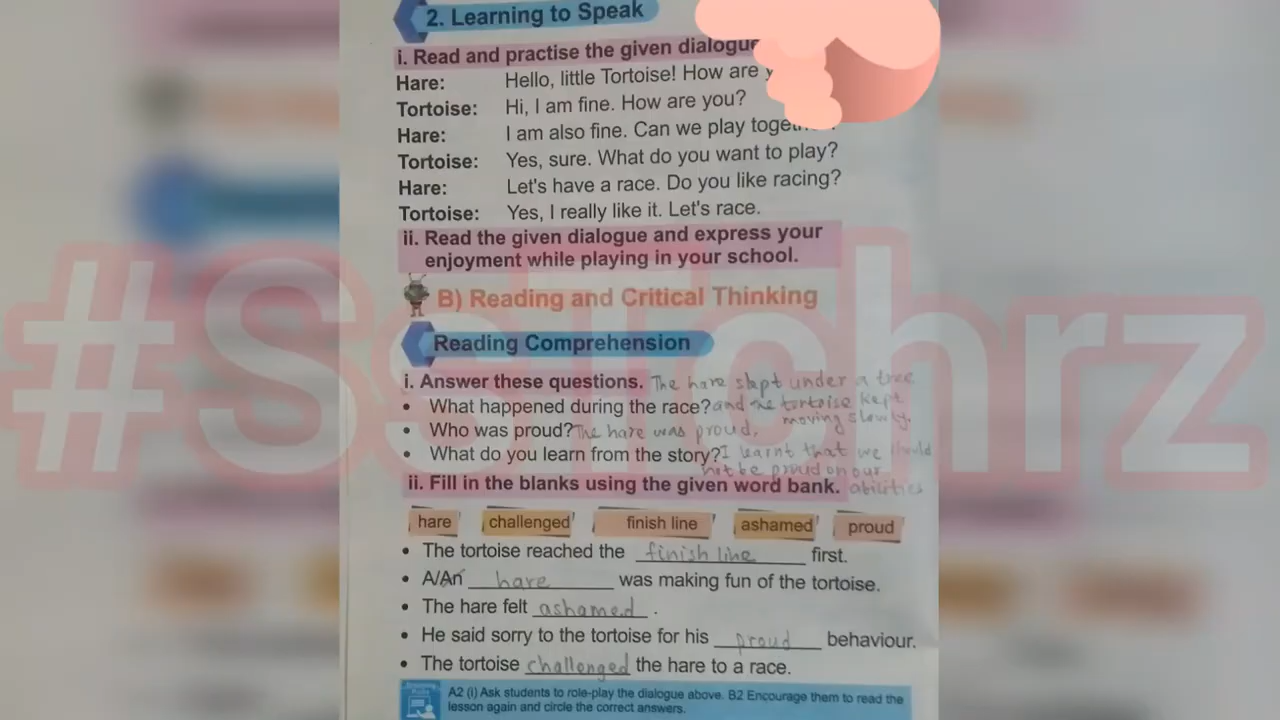 2. Learning to Speak
i. Read and practise the given dialogue
Hare: Hello, little Tortoise! How are
Tortoise: Hi, I am fine. How are you?
Hare: I am also fine. Can we play
Tortoise: Yes, sure. What do you want to play?
Hare: Let's have a race. Do you like racing?
Tortoise: Yes, I really like it. Let's race.
ii. Read the given dialogue and express your
enjoyment while playing in your school.
B) Reading and Critical Thinking
#SsTchrz
Reading Comprehension
i. Answer these questions. The hare slept under a tree
• What happened during the race? and the tortoise kept
moving slowly.
• Who was proud? The hare was proud.
• What do you learn from the story? I learnt that we should
not be proud on our
ii. Fill in the blanks using the given word bank. abilities
hare challenged finish line ashamed proud
• The tortoise reached the finish line first.
• A/An hare was making fun of the tortoise.
• The hare felt ashamed.
• He said sorry to the tortoise for his proud behaviour.
• The tortoise challenged the hare to a race.
A2 (i) Ask students to role-play the dialogue above. B2 Encourage them to read the
lesson again and circle the correct answers.